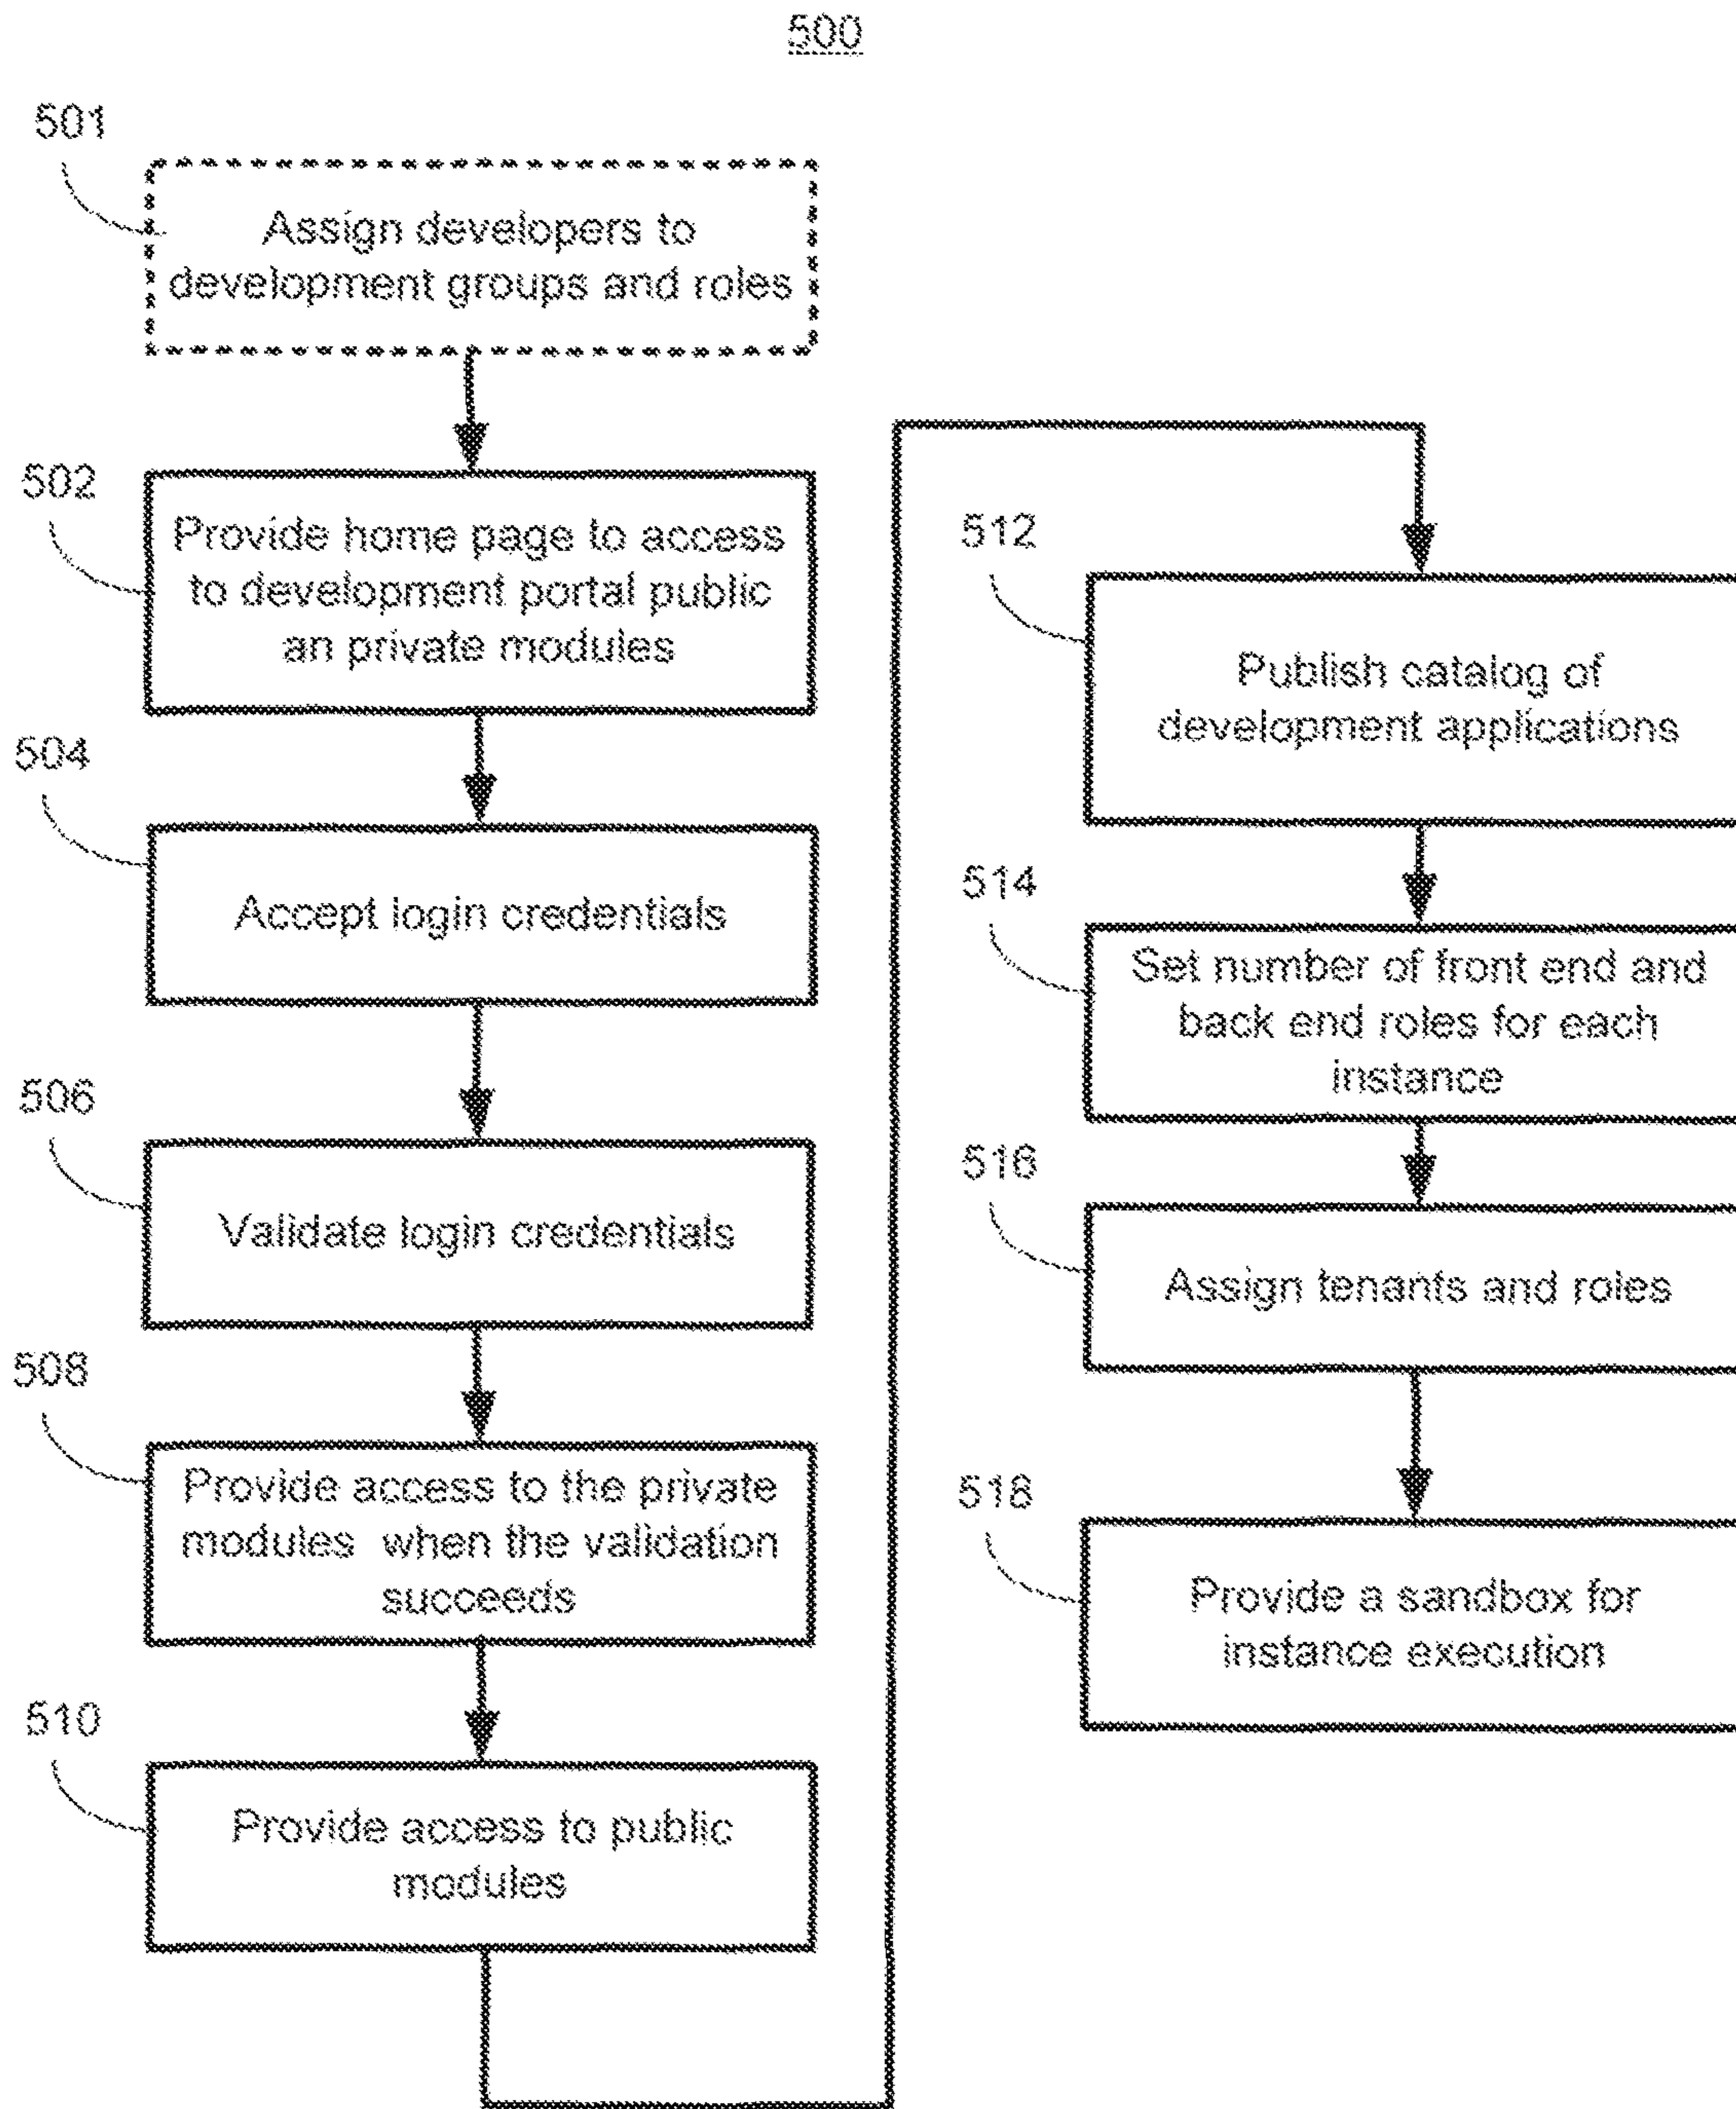 500
501
Assign developers to
development groups and roles
502
Provide home page to access
to development portal public
an private modules
504
Accept login credentials
506
Validate login credentials
508
Provide access to the private
modules when the validation
succeeds
510
Provide access to public
modules
512
Publish catalog of
development applications
514
Set number of front end and
back end roles for each
instance
516
Assign tenants and roles
518
Provide a sandbox for
instance execution